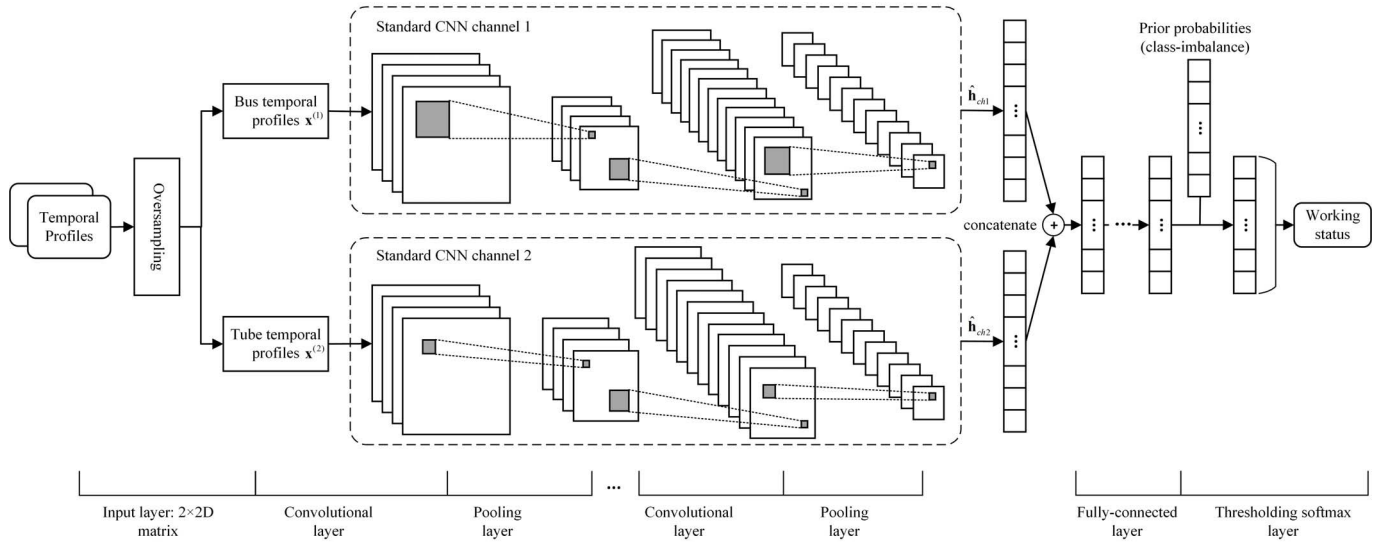 Standard CNN channel 1
Prior probabilities
(class-imbalance)
Bus temporal
profiles x⁽¹⁾
ĥ_ch1
...
...
Temporal
Profiles
Oversampling
concatenate
+
...
...
...
...
Working
status
Standard CNN channel 2
Tube temporal
profiles x⁽²⁾
ĥ_ch2
...
...
Input layer: 2×2D
matrix
Convolutional
layer
Pooling
layer
Convolutional
layer
Pooling
layer
Fully-connected
layer
Thresholding softmax
layer